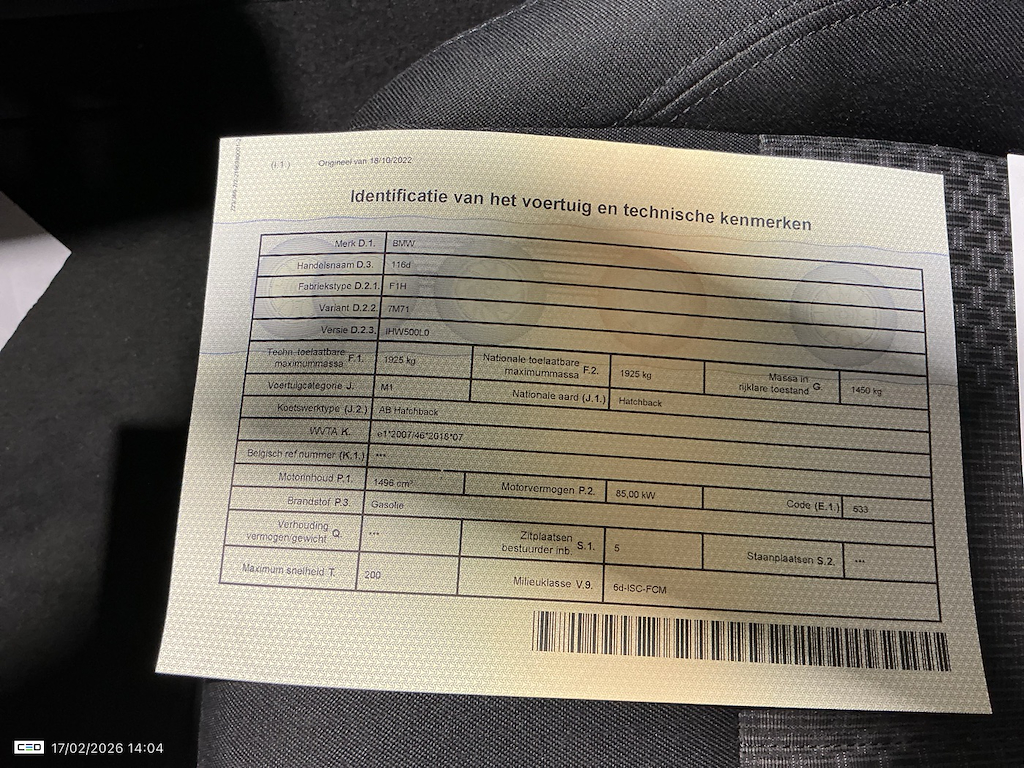 (I.1) Origineel van 18/10/2022
Identificatie van het voertuig en technische kenmerken
Merk D.1. BMW
Handelsnaam D.3. 116d
Fabriekstype D.2.1. F1H
Variant D.2.2. 7M71
Versie D.2.3. IHW500L0
Techn. toelaatbare maximummassa F.1. 1925 kg Nationale toelaatbare maximummassa F.2. 1925 kg Massa in rijklare toestand G. 1450 kg
Voertuigcategorie J. M1 Nationale aard (J.1.) Hatchback
Koetswerktype (J.2.) AB Hatchback
WVTA K. e1*2007/46*2018*07
Belgisch ref nummer (K.1.) ***
Motorinhoud P.1. 1496 cm³ Motorvermogen P.2. 85,00 kW Code (E.1.) 533
Brandstof P.3. Gasolie
Verhouding vermogen/gewicht Q. *** Zitplaatsen bestuurder inb. S.1. 5 Staanplaatsen S.2. ***
Maximum snelheid T. 200 Milieuklasse V.9. 6d-ISC-FCM
CED 17/02/2026 14:04